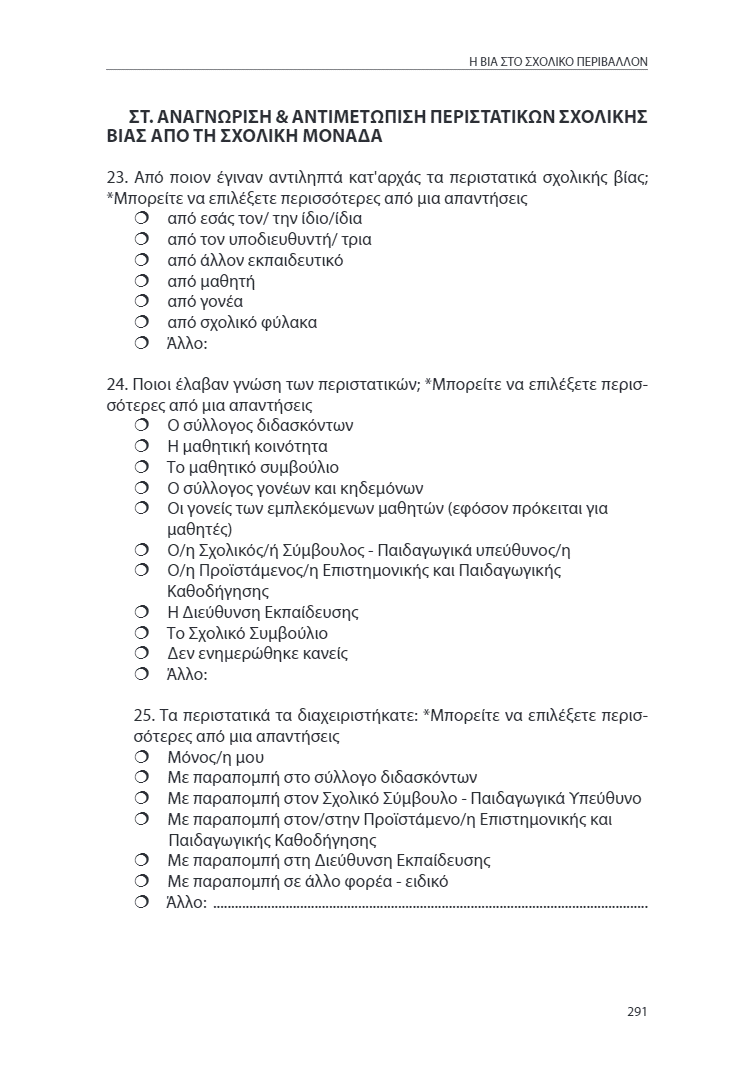 Η ΒΙΑ ΣΤΟ ΣΧΟΛΙΚΟ ΠΕΡΙΒΑΛΛΟΝ
ΣΤ. ΑΝΑΓΝΩΡΙΣΗ & ΑΝΤΙΜΕΤΩΠΙΣΗ ΠΕΡΙΣΤΑΤΙΚΩΝ ΣΧΟΛΙΚΗΣ
ΒΙΑΣ ΑΠΟ ΤΗ ΣΧΟΛΙΚΗ ΜΟΝΑΔΑ
23. Από ποιον έγιναν αντιληπτά κατ'αρχάς τα περιστατικά σχολικής βίας;
*Μπορείτε να επιλέξετε περισσότερες από μια απαντήσεις
❍ από εσάς τον/ την ίδιο/ίδια
❍ από τον υποδιευθυντή/ τρια
❍ από άλλον εκπαιδευτικό
❍ από μαθητή
❍ από γονέα
❍ από σχολικό φύλακα
❍ Άλλο:
24. Ποιοι έλαβαν γνώση των περιστατικών; *Μπορείτε να επιλέξετε περισ-
σότερες από μια απαντήσεις
❍ Ο σύλλογος διδασκόντων
❍ Η μαθητική κοινότητα
❍ Το μαθητικό συμβούλιο
❍ Ο σύλλογος γονέων και κηδεμόνων
❍ Οι γονείς των εμπλεκόμενων μαθητών (εφόσον πρόκειται για
μαθητές)
❍ Ο/η Σχολικός/ή Σύμβουλος - Παιδαγωγικά υπεύθυνος/η
❍ Ο/η Προϊστάμενος/η Επιστημονικής και Παιδαγωγικής
Καθοδήγησης
❍ Η Διεύθυνση Εκπαίδευσης
❍ Το Σχολικό Συμβούλιο
❍ Δεν ενημερώθηκε κανείς
❍ Άλλο:
25. Τα περιστατικά τα διαχειριστήκατε: *Μπορείτε να επιλέξετε περισ-
σότερες από μια απαντήσεις
❍ Μόνος/η μου
❍ Με παραπομπή στο σύλλογο διδασκόντων
❍ Με παραπομπή στον Σχολικό Σύμβουλο - Παιδαγωγικά Υπεύθυνο
❍ Με παραπομπή στον/στην Προϊστάμενο/η Επιστημονικής και
Παιδαγωγικής Καθοδήγησης
❍ Με παραπομπή στη Διεύθυνση Εκπαίδευσης
❍ Με παραπομπή σε άλλο φορέα - ειδικό
❍ Άλλο: ........................................................................................................................
291